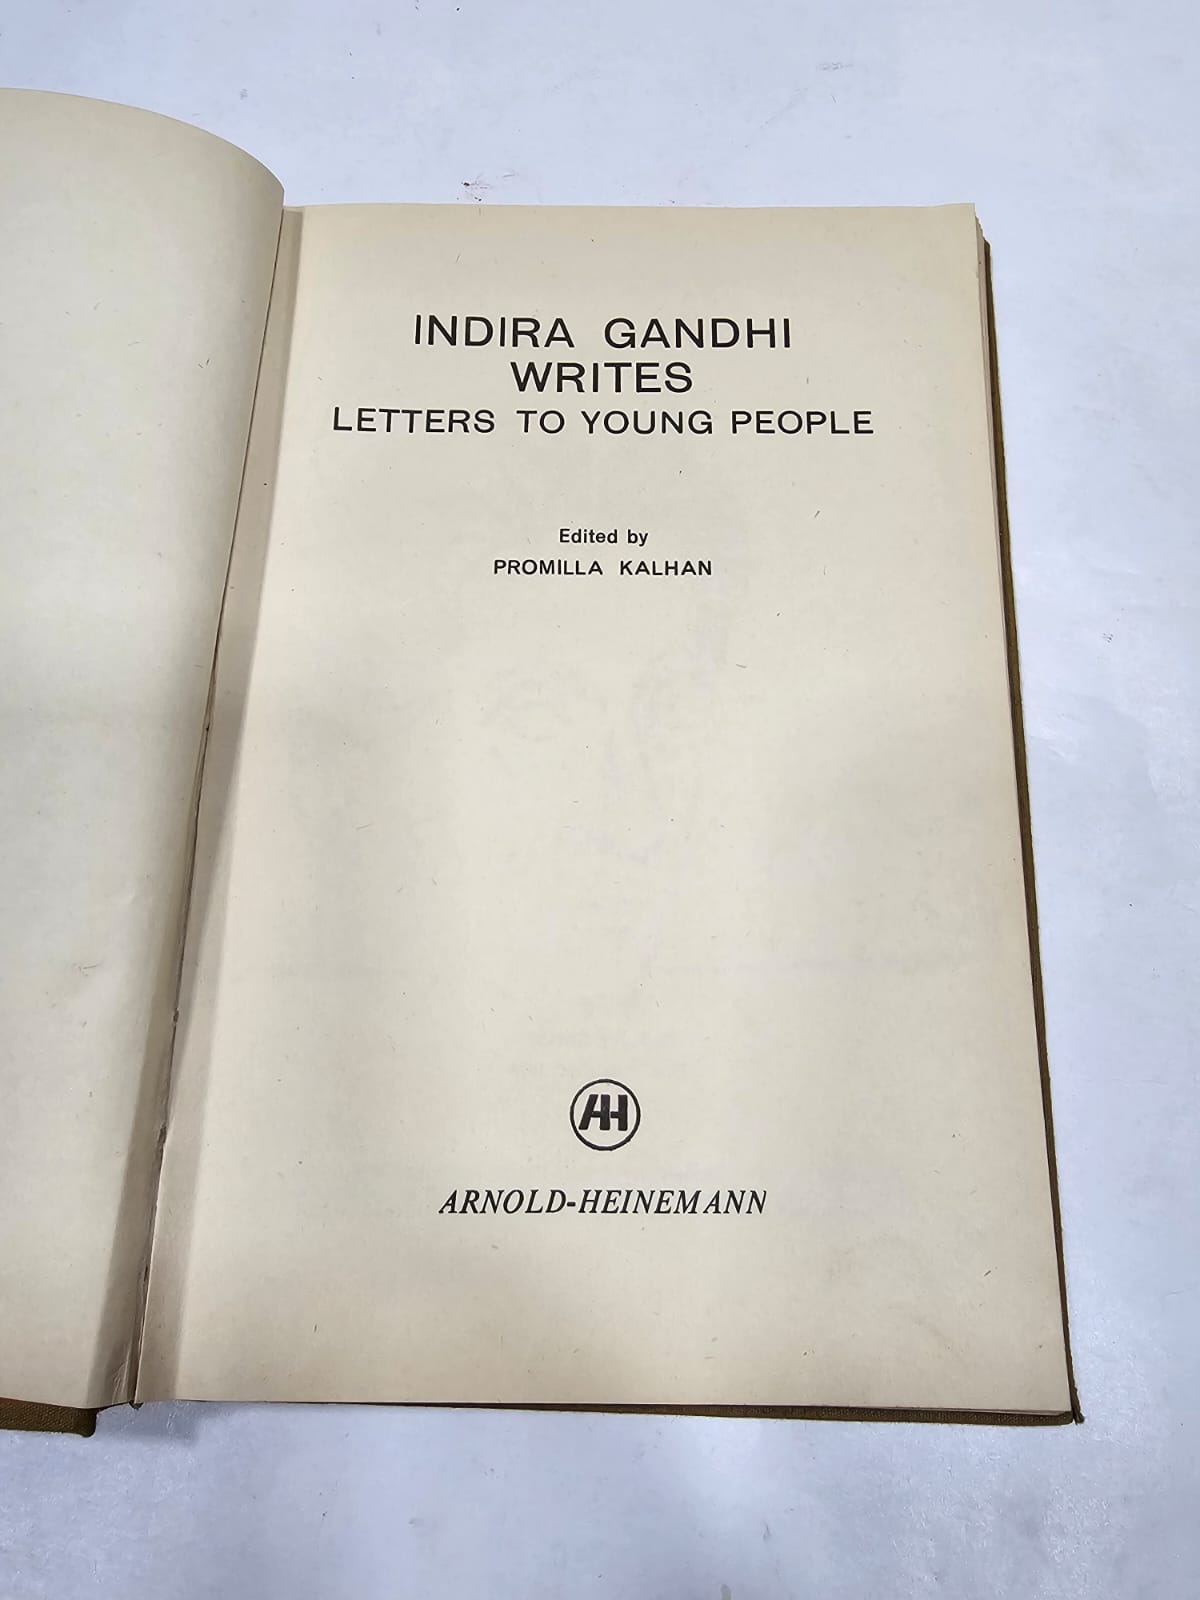 INDIRA GANDHI
WRITES
LETTERS TO YOUNG PEOPLE
Edited by
PROMILLA KALHAN
AH
ARNOLD-HEINEMANN